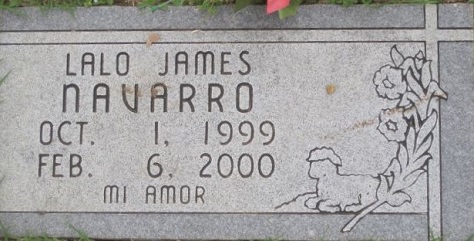 LALO JAMES
NAVARRO
OCT. 1, 1999
FEB. 6, 2000
MI AMOR